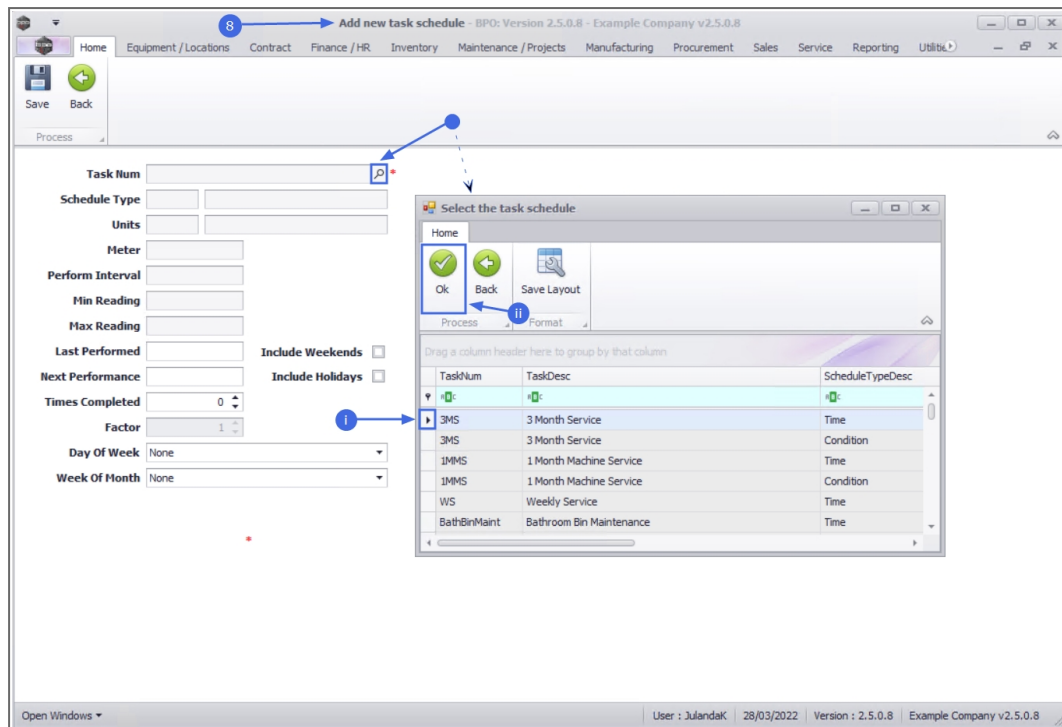 8
Add new task schedule - BPO: Version 2.5.0.8 - Example Company v2.5.0.8
Home Equipment / Locations Contract Finance / HR Inventory Maintenance / Projects Manufacturing Procurement Sales Service Reporting Utilitie
Save Back
Process
Task Num *
Schedule Type
Units
Meter
Perform Interval
Min Reading
Max Reading
Last Performed Include Weekends
Next Performance Include Holidays
Times Completed 0
Factor 1
Day Of Week None
Week Of Month None
*
Select the task schedule
Home
Ok Back Save Layout
ii
Process Format
Drag a column header here to group by that column
TaskNum TaskDesc ScheduleTypeDesc
i
3MS 3 Month Service Time
3MS 3 Month Service Condition
1MMS 1 Month Machine Service Time
1MMS 1 Month Machine Service Condition
WS Weekly Service Time
BathBinMaint Bathroom Bin Maintenance Time
Open Windows User : JulandaK 28/03/2022 Version : 2.5.0.8 Example Company v2.5.0.8